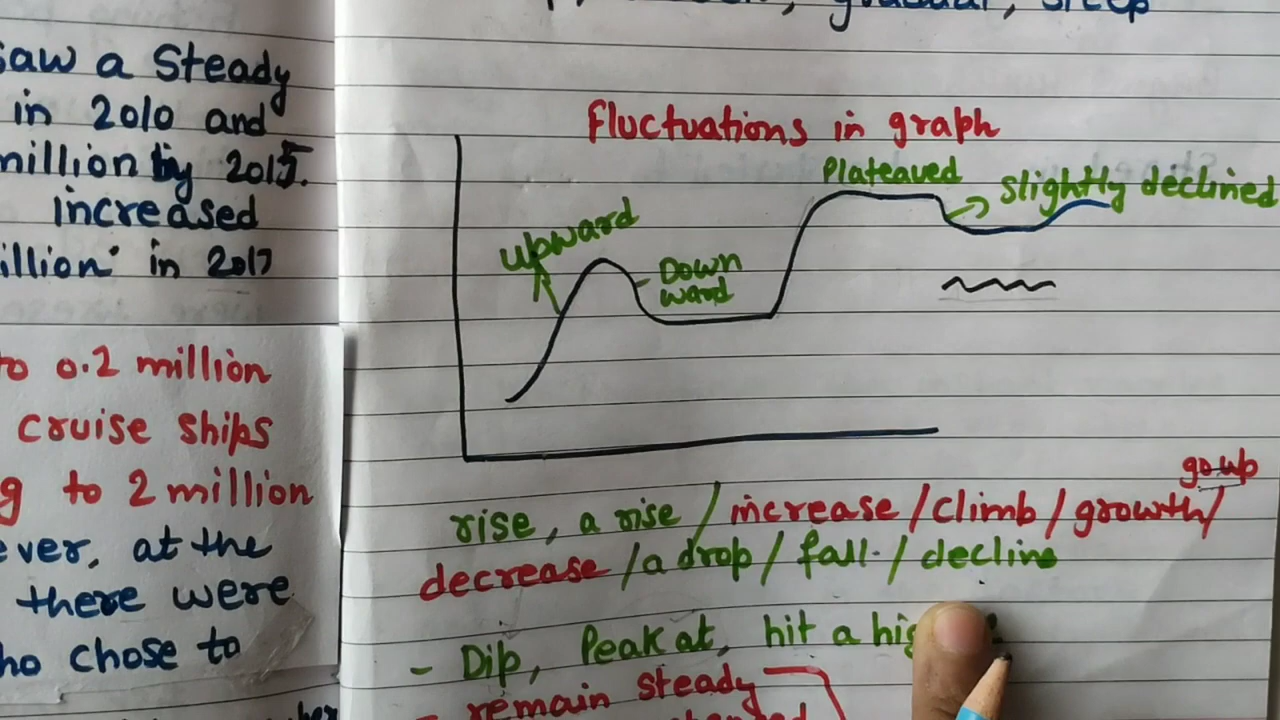 saw a Steady
in 2010 and
million by 2015.
increased
illion in 2017
to 0.2 million
cruise ships
g to 2 million
ever, at the
there were
ho chose to
gradual, steep
fluctuations in graph
Plateaued
slightly declined
upward
Down
ward
go up
rise, a rise / increase / climb / growth /
decrease / a drop / fall / decline
- Dip, Peak at, hit a hig
- remain steady